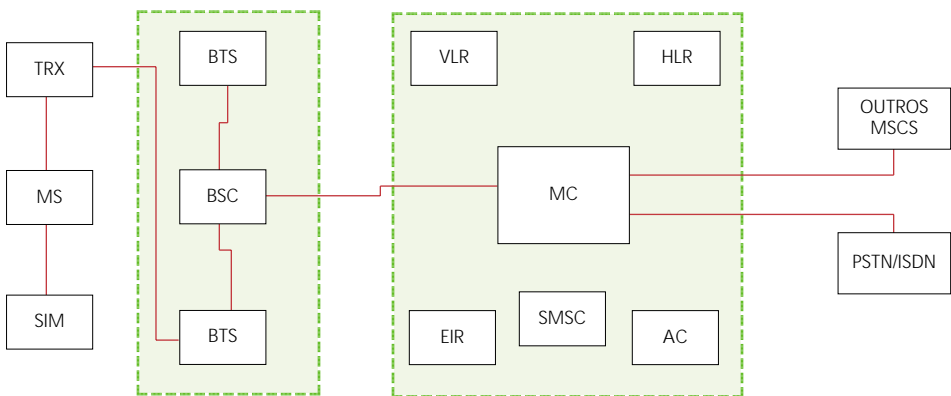 TRX
BTS
VLR
HLR
OUTROS
MSCS
MS
BSC
MC
PSTN/ISDN
SIM
BTS
EIR
SMSC
AC